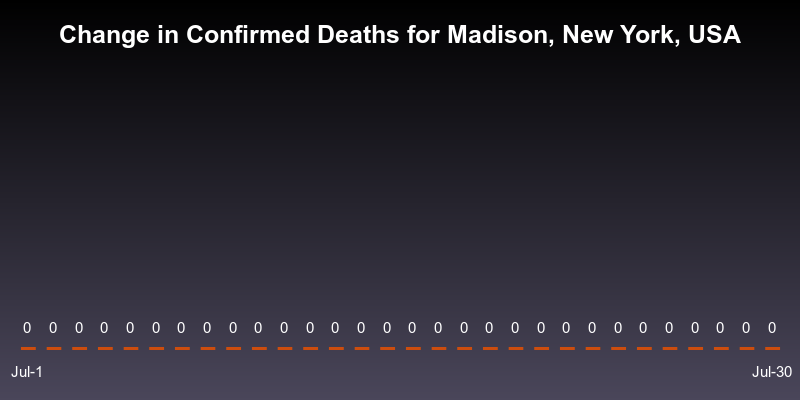 Change in Confirmed Deaths for Madison, New York, USA
0 0 0 0 0 0 0 0 0 0 0 0 0 0 0 0 0 0 0 0 0 0 0 0 0 0 0 0 0 0
Jul-1 Jul-30